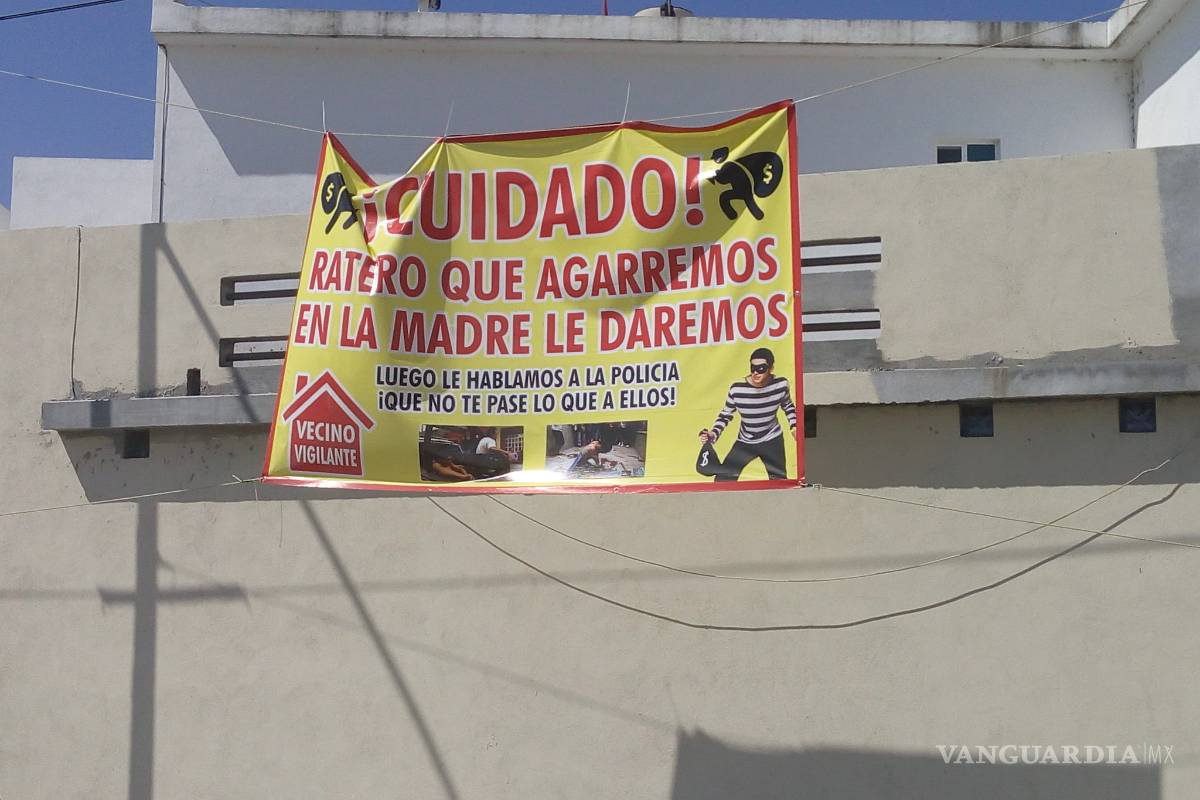 ¡CUIDADO!
RATERO QUE AGARREMOS
EN LA MADRE LE DAREMOS
LUEGO LE HABLAMOS A LA POLICIA
¡QUE NO TE PASE LO QUE A ELLOS!
VECINO
VIGILANTE
$
$
$
VANGUARDIA|MX